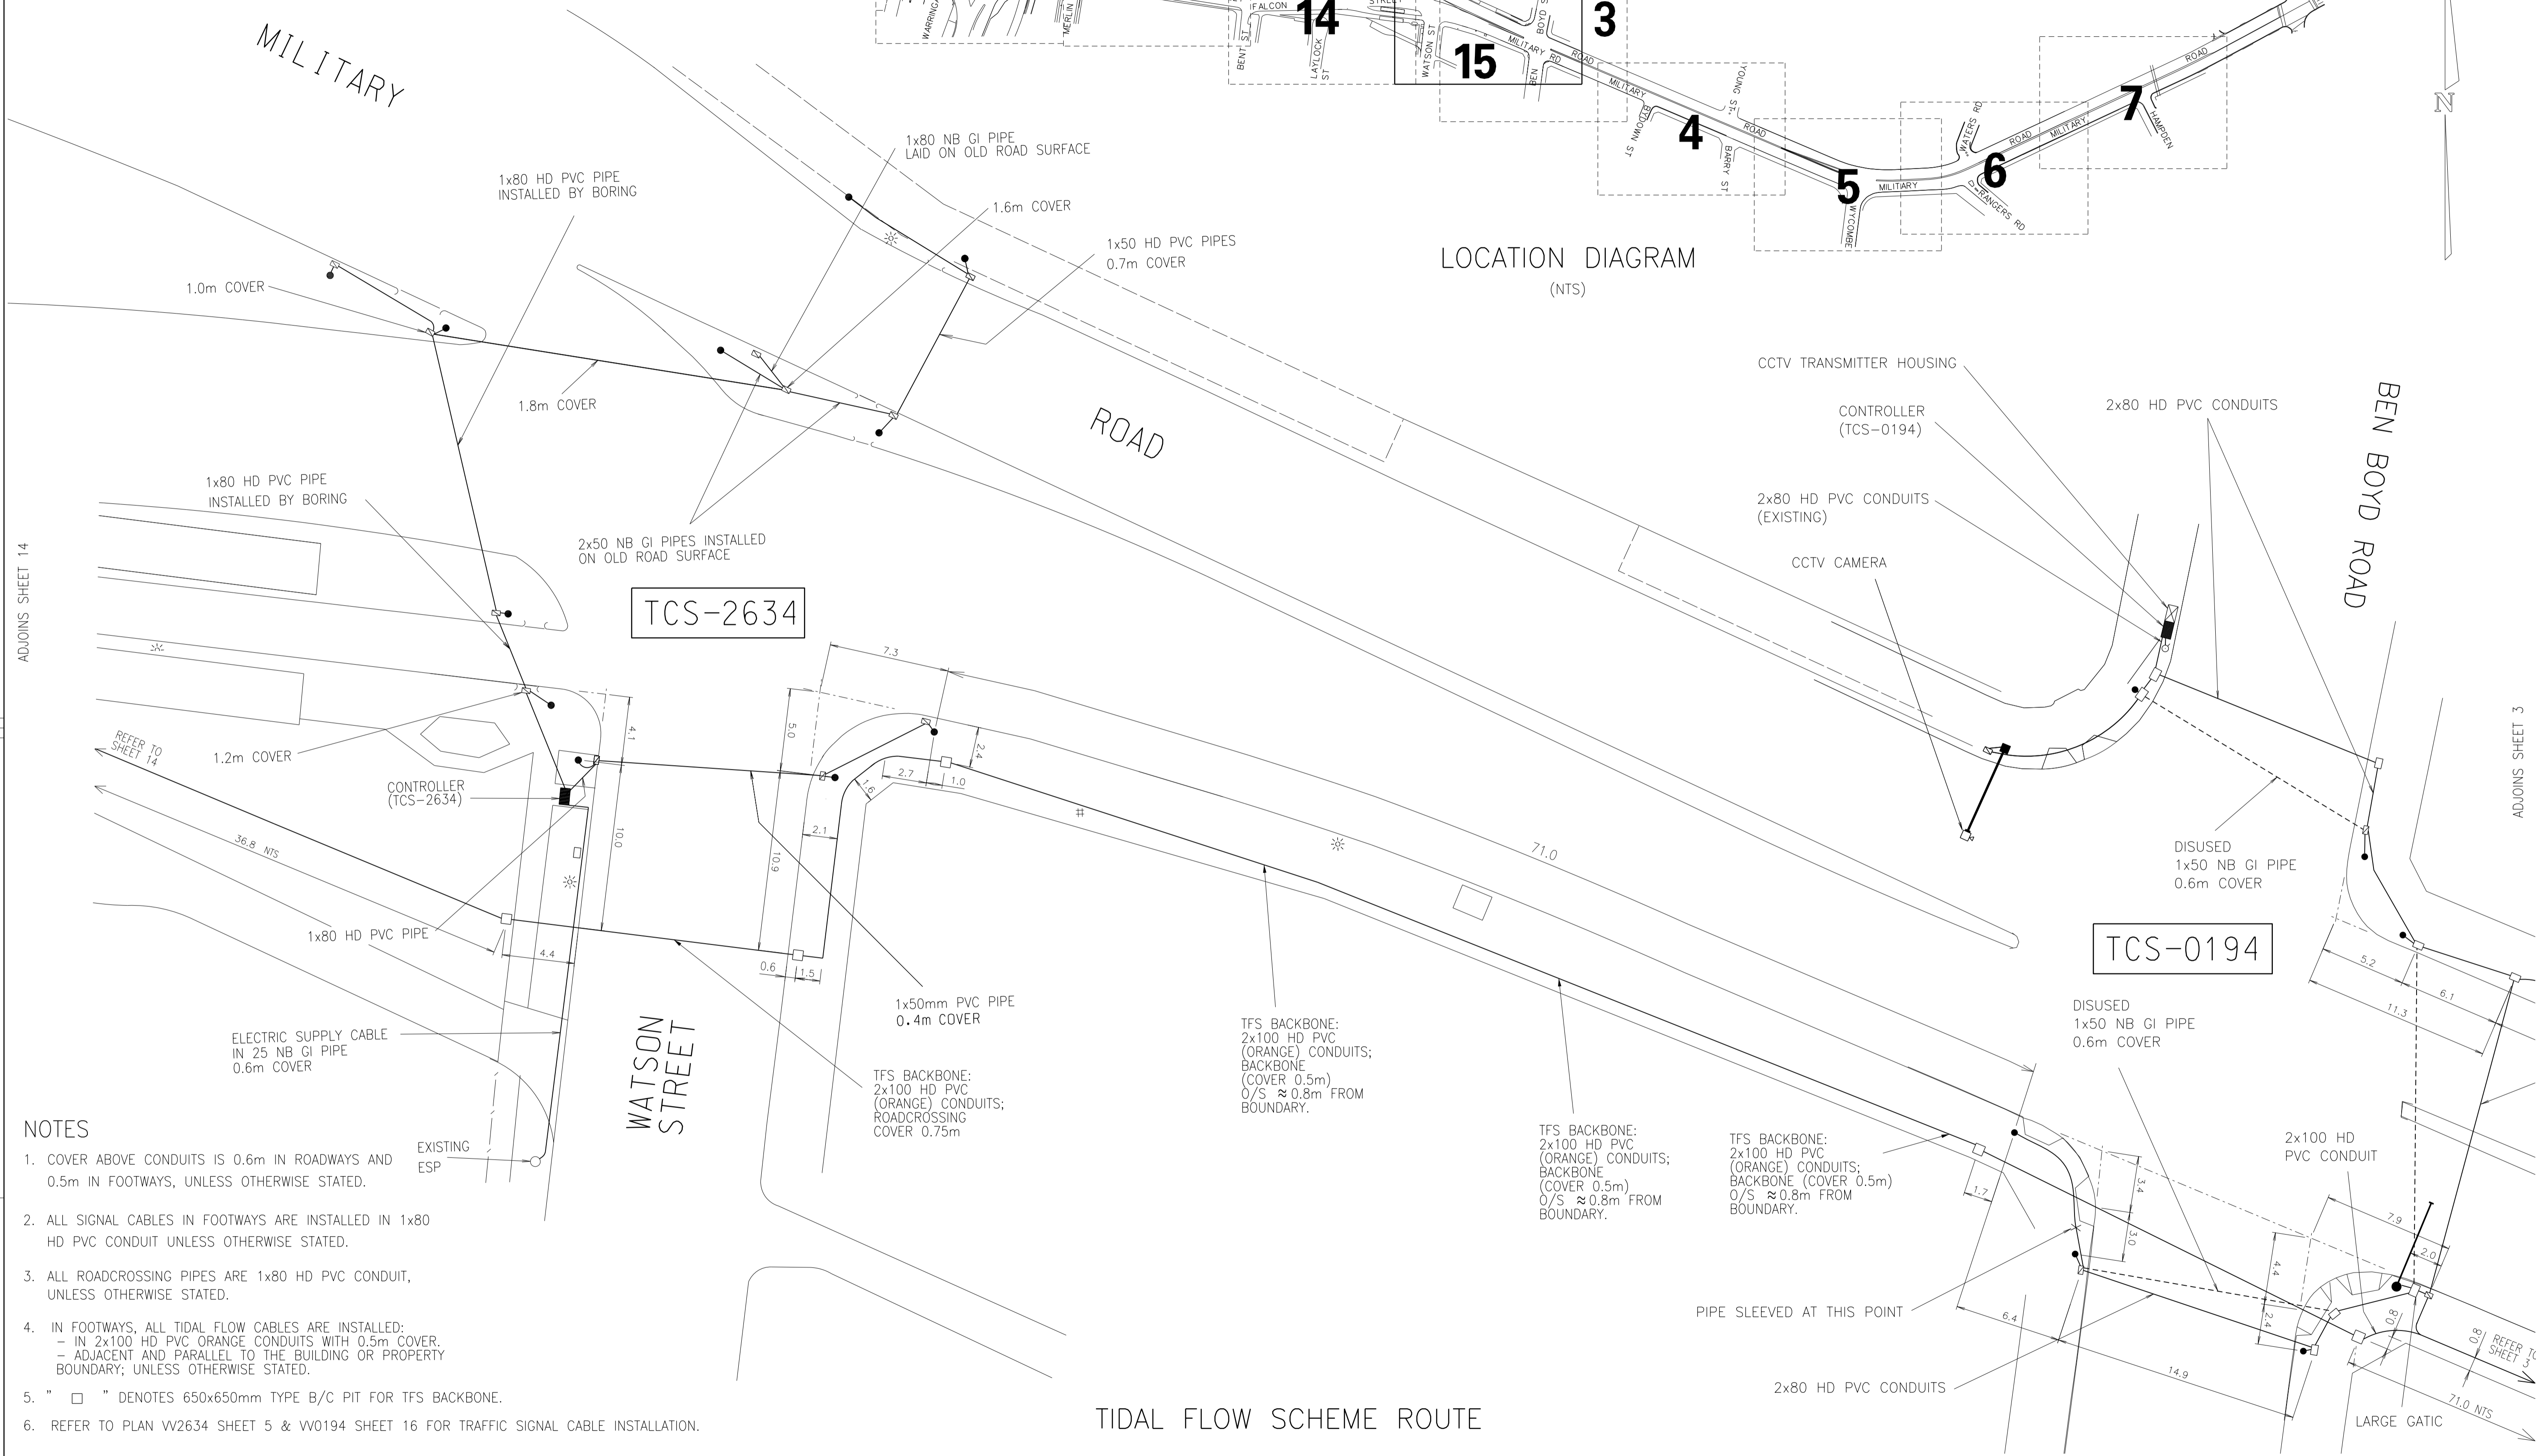 MILITARY
1x80 HD PVC PIPE
INSTALLED BY BORING
1x80 NB GI PIPE
LAID ON OLD ROAD SURFACE
1.6m COVER
1x50 HD PVC PIPES
0.7m COVER
1.0m COVER
1.8m COVER
1x80 HD PVC PIPE
INSTALLED BY BORING
2x50 NB GI PIPES INSTALLED
ON OLD ROAD SURFACE
ROAD
FALCON
WARRINGA
MERLIN
BENT ST
14
LAYLOCK
ST
STREET
WATSON ST
15
MILITARY
RD
BEN
BOYD S
ROAD
3
MILITARY
YOUNG ST.
ROAD
4
BARRY ST
5
WYCOMBE
MILITARY
WATERS RD
6
RANGERS RD
ROAD
MILITARY
7
HAMPDEN
ROAD
N
LOCATION DIAGRAM
(NTS)
CCTV TRANSMITTER HOUSING
CONTROLLER
(TCS-0194)
2x80 HD PVC CONDUITS
(EXISTING)
CCTV CAMERA
2x80 HD PVC CONDUITS
BEN BOYD ROAD
ADJOINS SHEET 14
ADJOINS SHEET 3
TCS-2634
7.3
5.0
4.1
2.4
2.7
1.0
1.6
2.1
10.9
10.0
REFER TO
SHEET 14
1.2m COVER
CONTROLLER
(TCS-2634)
36.8 NTS
1x80 HD PVC PIPE
4.4
0.6
1.5
71.0
DISUSED
1x50 NB GI PIPE
0.6m COVER
TCS-0194
5.2
6.1
11.3
DISUSED
1x50 NB GI PIPE
0.6m COVER
1x50mm PVC PIPE
0.4m COVER
ELECTRIC SUPPLY CABLE
IN 25 NB GI PIPE
0.6m COVER
WATSON
STREET
TFS BACKBONE:
2x100 HD PVC
(ORANGE) CONDUITS;
ROADCROSSING
COVER 0.75m
TFS BACKBONE:
2x100 HD PVC
(ORANGE) CONDUITS;
BACKBONE
(COVER 0.5m)
O/S ≈0.8m FROM
BOUNDARY.
TFS BACKBONE:
2x100 HD PVC
(ORANGE) CONDUITS;
BACKBONE
(COVER 0.5m)
O/S ≈0.8m FROM
BOUNDARY.
TFS BACKBONE:
2x100 HD PVC
(ORANGE) CONDUITS;
BACKBONE (COVER 0.5m)
O/S ≈0.8m FROM
BOUNDARY.
2x100 HD
PVC CONDUIT
1.7
3.4
3.0
7.9
2.0
4.4
2.4
0.8
0.8
6.4
14.9
71.0 NTS
REFER TO
SHEET 3
PIPE SLEEVED AT THIS POINT
2x80 HD PVC CONDUITS
LARGE GATIC
EXISTING
ESP
NOTES
1. COVER ABOVE CONDUITS IS 0.6m IN ROADWAYS AND
0.5m IN FOOTWAYS, UNLESS OTHERWISE STATED.
2. ALL SIGNAL CABLES IN FOOTWAYS ARE INSTALLED IN 1x80
HD PVC CONDUIT UNLESS OTHERWISE STATED.
3. ALL ROADCROSSING PIPES ARE 1x80 HD PVC CONDUIT,
UNLESS OTHERWISE STATED.
4. IN FOOTWAYS, ALL TIDAL FLOW CABLES ARE INSTALLED:
- IN 2x100 HD PVC ORANGE CONDUITS WITH 0.5m COVER.
- ADJACENT AND PARALLEL TO THE BUILDING OR PROPERTY
BOUNDARY; UNLESS OTHERWISE STATED.
5. " □ " DENOTES 650x650mm TYPE B/C PIT FOR TFS BACKBONE.
6. REFER TO PLAN VV2634 SHEET 5 & VV0194 SHEET 16 FOR TRAFFIC SIGNAL CABLE INSTALLATION.
TIDAL FLOW SCHEME ROUTE